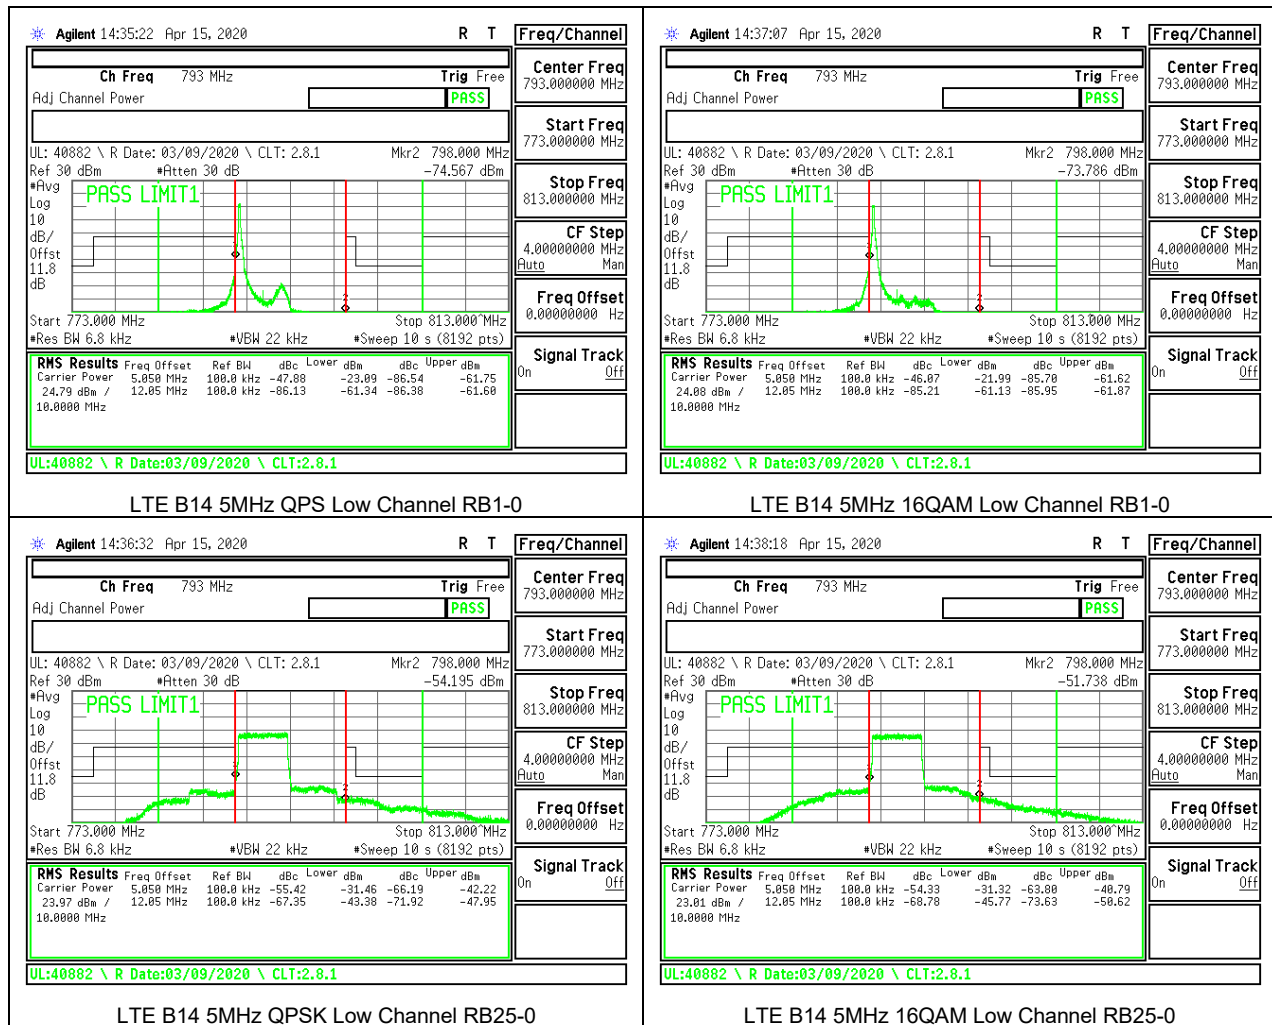 Agilent 14:35:22 Apr 15, 2020 R T
Freq/Channel
Ch Freq 793 MHz Trig Free
Adj Channel Power PASS
UL: 40882 \ R Date: 03/09/2020 \ CLT: 2.8.1 Mkr2 798.000 MHz
Ref 30 dBm #Atten 30 dB -74.567 dBm
#Avg
Log
10
dB/
Offst
11.8
dB
PASS LIMIT1
1
2
Start 773.000 MHz Stop 813.000 MHz
#Res BW 6.8 kHz #VBW 22 kHz #Sweep 10 s (8192 pts)
RMS Results Freq Offset Ref BW dBc Lower dBm dBc Upper dBm
Carrier Power 5.050 MHz 100.0 kHz -47.88 -23.09 -86.54 -61.75
24.79 dBm / 12.05 MHz 100.0 kHz -86.13 -61.34 -86.38 -61.60
10.0000 MHz
UL:40882 \ R Date:03/09/2020 \ CLT:2.8.1
Center Freq
793.000000 MHz
Start Freq
773.000000 MHz
Stop Freq
813.000000 MHz
CF Step
4.00000000 MHz
Auto Man
Freq Offset
0.00000000 Hz
Signal Track
On Off
LTE B14 5MHz QPS Low Channel RB1-0
Agilent 14:37:07 Apr 15, 2020 R T
Freq/Channel
Ch Freq 793 MHz Trig Free
Adj Channel Power PASS
UL: 40882 \ R Date: 03/09/2020 \ CLT: 2.8.1 Mkr2 798.000 MHz
Ref 30 dBm #Atten 30 dB -73.786 dBm
#Avg
Log
10
dB/
Offst
11.8
dB
PASS LIMIT1
Start 773.000 MHz Stop 813.000 MHz
#Res BW 6.8 kHz #VBW 22 kHz #Sweep 10 s (8192 pts)
RMS Results Freq Offset Ref BW dBc Lower dBm dBc Upper dBm
Carrier Power 5.050 MHz 100.0 kHz -46.07 -21.99 -85.70 -61.62
24.08 dBm / 12.05 MHz 100.0 kHz -85.21 -61.13 -85.95 -61.87
10.0000 MHz
UL:40882 \ R Date:03/09/2020 \ CLT:2.8.1
Center Freq
793.000000 MHz
Start Freq
773.000000 MHz
Stop Freq
813.000000 MHz
CF Step
4.00000000 MHz
Auto Man
Freq Offset
0.00000000 Hz
Signal Track
On Off
LTE B14 5MHz 16QAM Low Channel RB1-0
Agilent 14:36:32 Apr 15, 2020 R T
Freq/Channel
Ch Freq 793 MHz Trig Free
Adj Channel Power PASS
UL: 40882 \ R Date: 03/09/2020 \ CLT: 2.8.1 Mkr2 798.000 MHz
Ref 30 dBm #Atten 30 dB -54.195 dBm
#Avg
Log
10
dB/
Offst
11.8
dB
PASS LIMIT1
Start 773.000 MHz Stop 813.000 MHz
#Res BW 6.8 kHz #VBW 22 kHz #Sweep 10 s (8192 pts)
RMS Results Freq Offset Ref BW dBc Lower dBm dBc Upper dBm
Carrier Power 5.050 MHz 100.0 kHz -55.42 -31.46 -66.19 -42.22
23.97 dBm / 12.05 MHz 100.0 kHz -67.35 -43.38 -71.92 -47.95
10.0000 MHz
UL:40882 \ R Date:03/09/2020 \ CLT:2.8.1
Center Freq
793.000000 MHz
Start Freq
773.000000 MHz
Stop Freq
813.000000 MHz
CF Step
4.00000000 MHz
Auto Man
Freq Offset
0.00000000 Hz
Signal Track
On Off
LTE B14 5MHz QPSK Low Channel RB25-0
Agilent 14:38:18 Apr 15, 2020 R T
Freq/Channel
Ch Freq 793 MHz Trig Free
Adj Channel Power PASS
UL: 40882 \ R Date: 03/09/2020 \ CLT: 2.8.1 Mkr2 798.000 MHz
Ref 30 dBm #Atten 30 dB -51.738 dBm
#Avg
Log
10
dB/
Offst
11.8
dB
PASS LIMIT1
Start 773.000 MHz Stop 813.000 MHz
#Res BW 6.8 kHz #VBW 22 kHz #Sweep 10 s (8192 pts)
RMS Results Freq Offset Ref BW dBc Lower dBm dBc Upper dBm
Carrier Power 5.050 MHz 100.0 kHz -54.33 -31.32 -63.80 -40.79
23.01 dBm / 12.05 MHz 100.0 kHz -68.78 -45.77 -73.63 -50.62
10.0000 MHz
UL:40882 \ R Date:03/09/2020 \ CLT:2.8.1
Center Freq
793.000000 MHz
Start Freq
773.000000 MHz
Stop Freq
813.000000 MHz
CF Step
4.00000000 MHz
Auto Man
Freq Offset
0.00000000 Hz
Signal Track
On Off
LTE B14 5MHz 16QAM Low Channel RB25-0